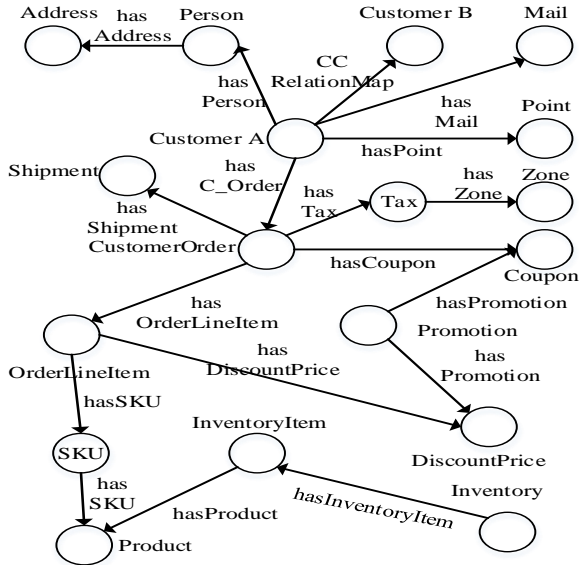 Address
has
Address
Person
Customer B
Mail
CC
RelationMap
has
Person
has
Mail
Point
Customer A
hasPoint
Shipment
has
C_Order
has
Tax
Tax
has
Zone
Zone
has
Shipment
CustomerOrder
hasCoupon
Coupon
has
OrderLineItem
hasPromotion
Promotion
has
Promotion
has
DiscountPrice
OrderLineItem
hasSKU
InventoryItem
SKU
DiscountPrice
has
SKU
hasProduct
hasInventoryItem
Inventory
Product